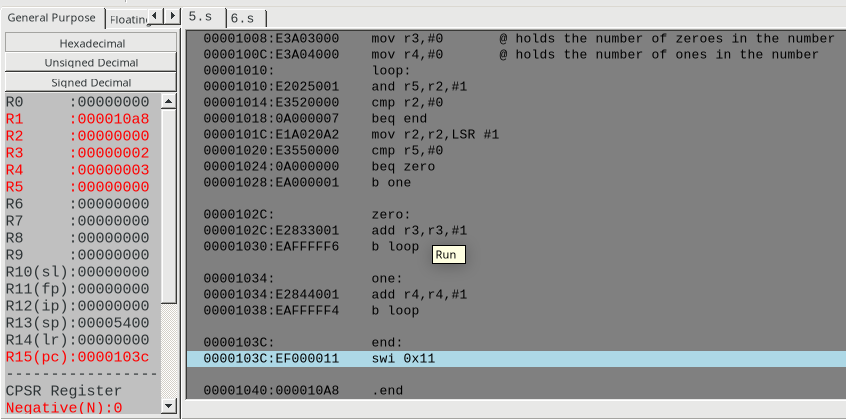 General Purpose
Floating
5.s
6.s
Hexadecimal
Unsigned Decimal
Signed Decimal
R0 :00000000
R1 :000010a8
R2 :00000000
R3 :00000002
R4 :00000003
R5 :00000000
R6 :00000000
R7 :00000000
R8 :00000000
R9 :00000000
R10(sl):00000000
R11(fp):00000000
R12(ip):00000000
R13(sp):00005400
R14(lr):00000000
R15(pc):0000103c
------------------
CPSR Register
Negative(N):0
00001008:E3A03000 mov r3,#0 @ holds the number of zeroes in the number
0000100C:E3A04000 mov r4,#0 @ holds the number of ones in the number
00001010: loop:
00001010:E2025001 and r5,r2,#1
00001014:E3520000 cmp r2,#0
00001018:0A000007 beq end
0000101C:E1A020A2 mov r2,r2,LSR #1
00001020:E3550000 cmp r5,#0
00001024:0A000000 beq zero
00001028:EA000001 b one
0000102C: zero:
0000102C:E2833001 add r3,r3,#1
00001030:EAFFFFF6 b loop
Run
00001034: one:
00001034:E2844001 add r4,r4,#1
00001038:EAFFFFF4 b loop
0000103C: end:
0000103C:EF000011 swi 0x11
00001040:000010A8 .end